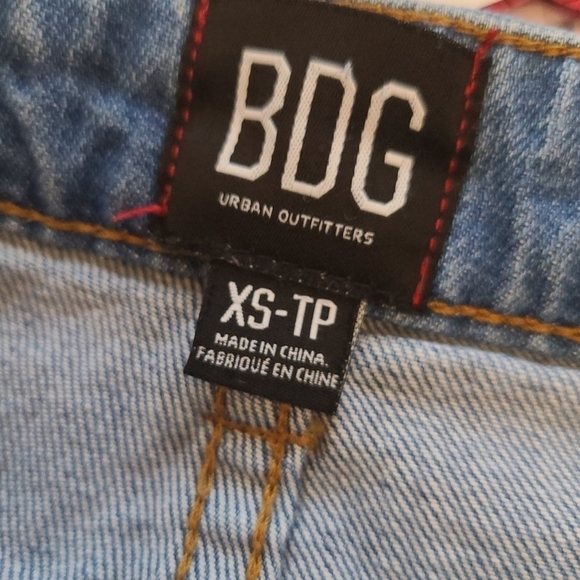 BDG
URBAN OUTFITTERS
XS-TP
MADE IN CHINA.
FABRIQUÉ EN CHINE